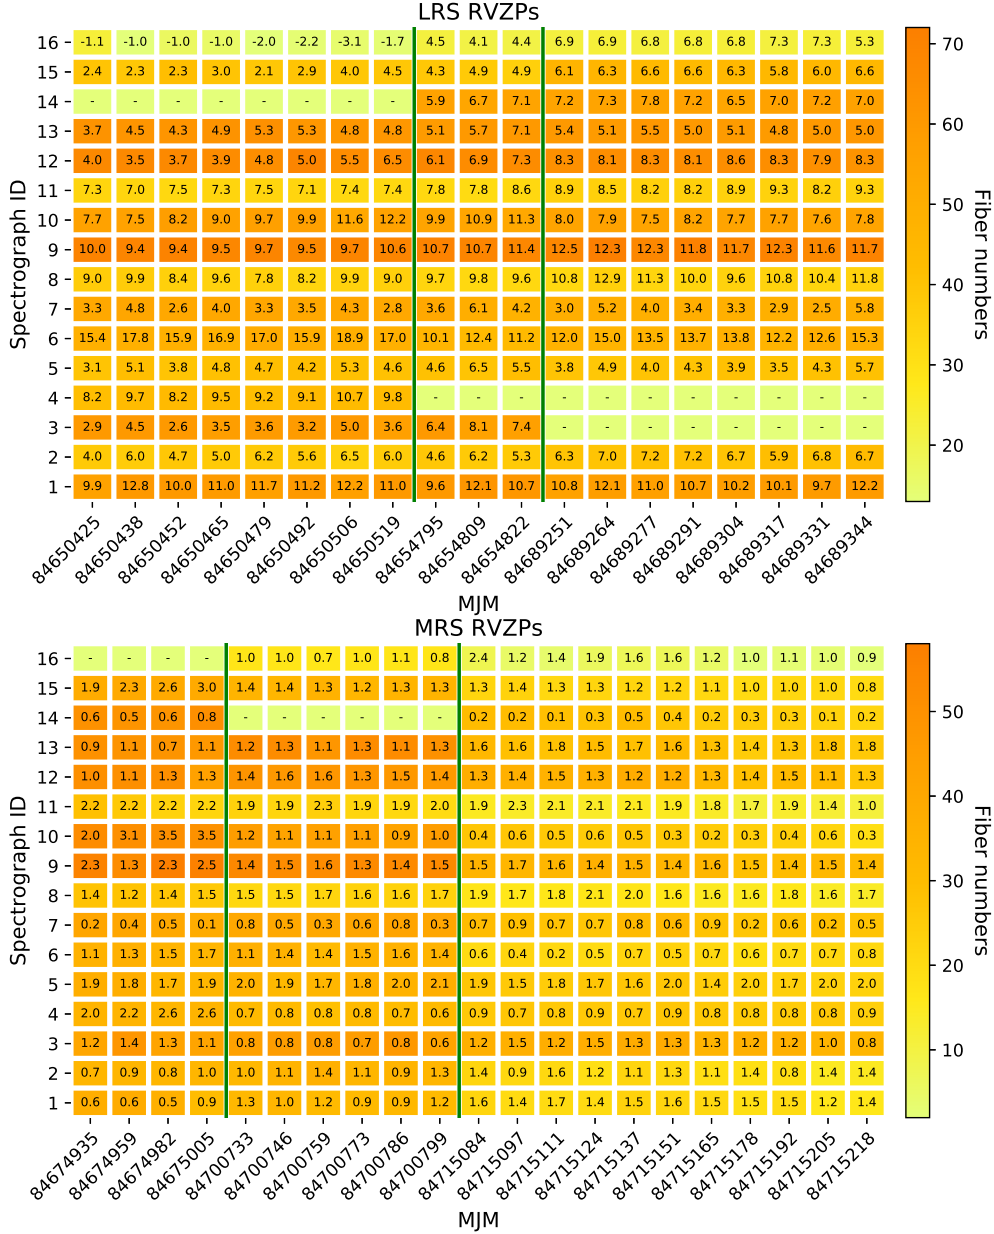 LRS RVZPs
16 -1.1 -1.0 -1.0 -1.0 -2.0 -2.2 -3.1 -1.7 4.5 4.1 4.4 6.9 6.9 6.8 6.8 6.8 7.3 7.3 5.3
15 2.4 2.3 2.3 3.0 2.1 2.9 4.0 4.5 4.3 4.9 4.9 6.1 6.3 6.6 6.6 6.3 5.8 6.0 6.6
14 - - - - - - - - 5.9 6.7 7.1 7.2 7.3 7.8 7.2 6.5 7.0 7.2 7.0
13 3.7 4.5 4.3 4.9 5.3 5.3 4.8 4.8 5.1 5.7 7.1 5.4 5.1 5.5 5.0 5.1 4.8 5.0 5.0
12 4.0 3.5 3.7 3.9 4.8 5.0 5.5 6.5 6.1 6.9 7.3 8.3 8.1 8.3 8.1 8.6 8.3 7.9 8.3
11 7.3 7.0 7.5 7.3 7.5 7.1 7.4 7.4 7.8 7.8 8.6 8.9 8.5 8.2 8.2 8.9 9.3 8.2 9.3
10 7.7 7.5 8.2 9.0 9.7 9.9 11.6 12.2 9.9 10.9 11.3 8.0 7.9 7.5 8.2 7.7 7.7 7.6 7.8
9 10.0 9.4 9.4 9.5 9.7 9.5 9.7 10.6 10.7 10.7 11.4 12.5 12.3 12.3 11.8 11.7 12.3 11.6 11.7
8 9.0 9.9 8.4 9.6 7.8 8.2 9.9 9.0 9.7 9.8 9.6 10.8 12.9 11.3 10.0 9.6 10.8 10.4 11.8
7 3.3 4.8 2.6 4.0 3.3 3.5 4.3 2.8 3.6 6.1 4.2 3.0 5.2 4.0 3.4 3.3 2.9 2.5 5.8
6 15.4 17.8 15.9 16.9 17.0 15.9 18.9 17.0 10.1 12.4 11.2 12.0 15.0 13.5 13.7 13.8 12.2 12.6 15.3
5 3.1 5.1 3.8 4.8 4.7 4.2 5.3 4.6 4.6 6.5 5.5 3.8 4.9 4.0 4.3 3.9 3.5 4.3 5.7
4 8.2 9.7 8.2 9.5 9.2 9.1 10.7 9.8 - - - - - - - - - - -
3 2.9 4.5 2.6 3.5 3.6 3.2 5.0 3.6 6.4 8.1 7.4 - - - - - - - -
2 4.0 6.0 4.7 5.0 6.2 5.6 6.5 6.0 4.6 6.2 5.3 6.3 7.0 7.2 7.2 6.7 5.9 6.8 6.7
1 9.9 12.8 10.0 11.0 11.7 11.2 12.2 11.0 9.6 12.1 10.7 10.8 12.1 11.0 10.7 10.2 10.1 9.7 12.2
Spectrograph ID
84650425 84650438 84650452 84650465 84650479 84650492 84650506 84650519 84654795 84654809 84654822 84689251 84689264 84689277 84689291 84689304 84689317 84689331 84689344
MJM
70
60
50
40
30
20
Fiber numbers
MRS RVZPs
16 - - - - 1.0 1.0 0.7 1.0 1.1 0.8 2.4 1.2 1.4 1.9 1.6 1.6 1.2 1.0 1.1 1.0 0.9
15 1.9 2.3 2.6 3.0 1.4 1.4 1.3 1.2 1.3 1.3 1.3 1.4 1.3 1.3 1.2 1.2 1.1 1.0 1.0 1.0 0.8
14 0.6 0.5 0.6 0.8 - - - - - - 0.2 0.2 0.1 0.3 0.5 0.4 0.2 0.3 0.3 0.1 0.2
13 0.9 1.1 0.7 1.1 1.2 1.3 1.1 1.3 1.1 1.3 1.6 1.6 1.8 1.5 1.7 1.6 1.3 1.4 1.3 1.8 1.8
12 1.0 1.1 1.3 1.3 1.4 1.6 1.6 1.3 1.5 1.4 1.3 1.4 1.5 1.3 1.2 1.2 1.3 1.4 1.5 1.1 1.3
11 2.2 2.2 2.2 2.2 1.9 1.9 2.3 1.9 1.9 2.0 1.9 2.3 2.1 2.1 2.1 1.9 1.8 1.7 1.9 1.4 1.0
10 2.0 3.1 3.5 3.5 1.2 1.1 1.1 1.1 0.9 1.0 0.4 0.6 0.5 0.6 0.5 0.3 0.2 0.3 0.4 0.6 0.3
9 2.3 1.3 2.3 2.5 1.4 1.5 1.6 1.3 1.4 1.5 1.5 1.7 1.6 1.4 1.5 1.4 1.6 1.5 1.4 1.5 1.4
8 1.4 1.2 1.4 1.5 1.5 1.5 1.7 1.6 1.6 1.7 1.9 1.7 1.8 2.1 2.0 1.6 1.6 1.6 1.8 1.6 1.7
7 0.2 0.4 0.5 0.1 0.8 0.5 0.3 0.6 0.8 0.3 0.7 0.9 0.7 0.7 0.8 0.6 0.9 0.2 0.6 0.2 0.5
6 1.1 1.3 1.5 1.7 1.1 1.4 1.4 1.5 1.6 1.4 0.6 0.4 0.2 0.5 0.7 0.5 0.7 0.6 0.7 0.7 0.8
5 1.9 1.8 1.7 1.9 2.0 1.9 1.7 1.8 2.0 2.1 1.9 1.5 1.8 1.7 1.6 2.0 1.4 2.0 1.7 2.0 2.0
4 2.0 2.2 2.6 2.6 0.7 0.8 0.8 0.8 0.7 0.6 0.9 0.7 0.8 0.9 0.7 0.9 0.8 0.8 0.8 0.8 0.9
3 1.2 1.4 1.3 1.1 0.8 0.8 0.8 0.7 0.8 0.6 1.2 1.5 1.2 1.5 1.3 1.3 1.3 1.2 1.2 1.0 0.8
2 0.7 0.9 0.8 1.0 1.0 1.1 1.4 1.1 0.9 1.3 1.4 0.9 1.6 1.2 1.1 1.3 1.1 1.4 0.8 1.4 1.4
1 0.6 0.6 0.5 0.9 1.3 1.0 1.2 0.9 0.9 1.2 1.6 1.4 1.7 1.4 1.5 1.6 1.5 1.5 1.5 1.2 1.4
Spectrograph ID
84674935 84674959 84674982 84675005 84700733 84700746 84700759 84700773 84700786 84700799 84715084 84715097 84715111 84715124 84715137 84715151 84715165 84715178 84715192 84715205 84715218
MJM
50
40
30
20
10
Fiber numbers